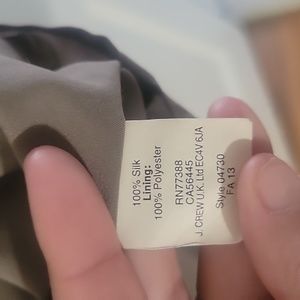 100% Silk
Lining:
100% Polyester
RN77388
CA56445
J. CREW U.K. Ltd EC4V 6JA
Style 04730
FA 13